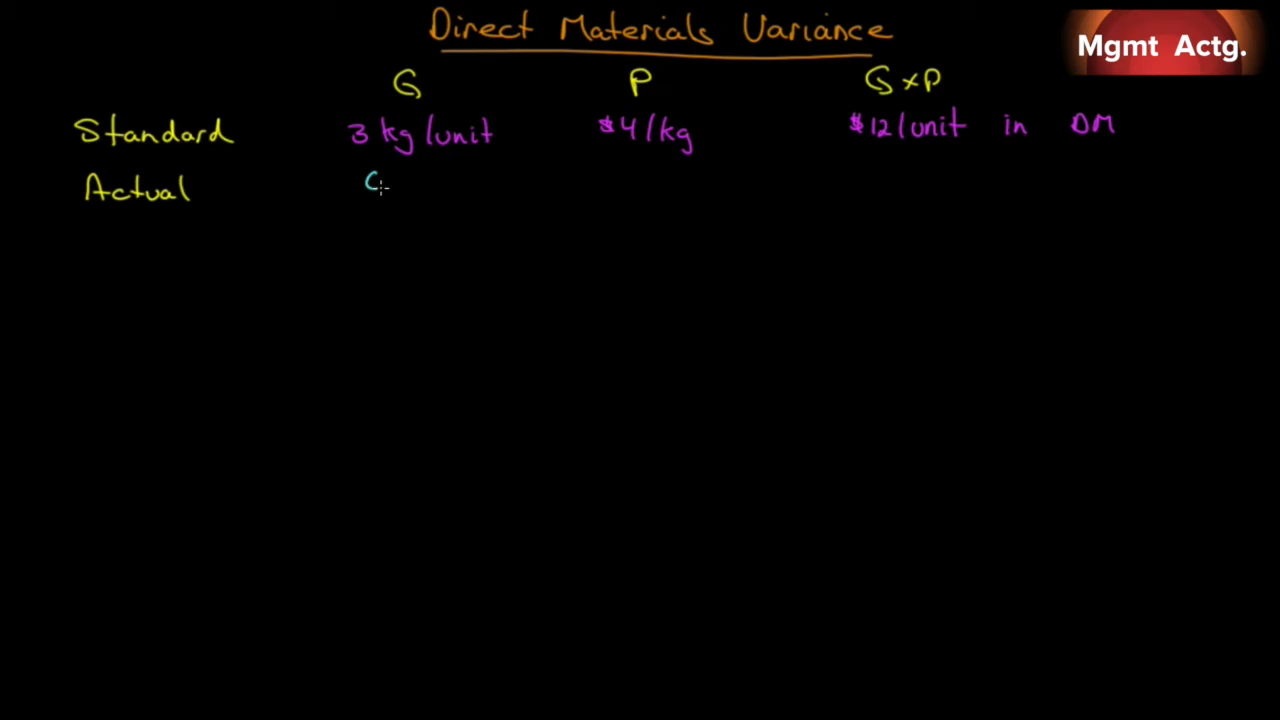 Direct Materials Variance
Mgmt Actg.
Q P Q x P
Standard 3 kg/unit $4/kg $12/unit in DM
Actual